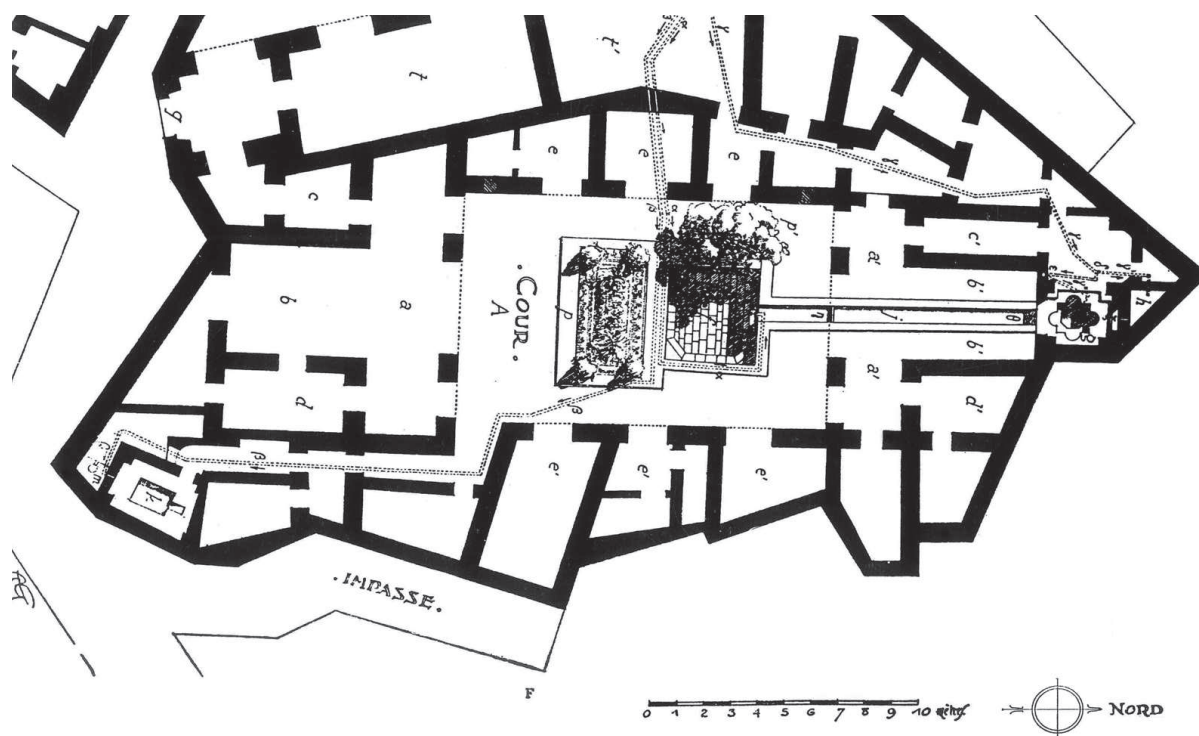 t'
γ
t
g
e
e
e
γ
c
α
β
p'
α
a'
c'
γ
δ
γ
h
b
a
. COUR .
A
p
f
b'
η
j
θ
b'
x
a'
d
d'
β
β
e'
e'
e'
m
k
. IMPASSE .
F
0 1 2 3 4 5 6 7 8 9 10 mètres
NORD